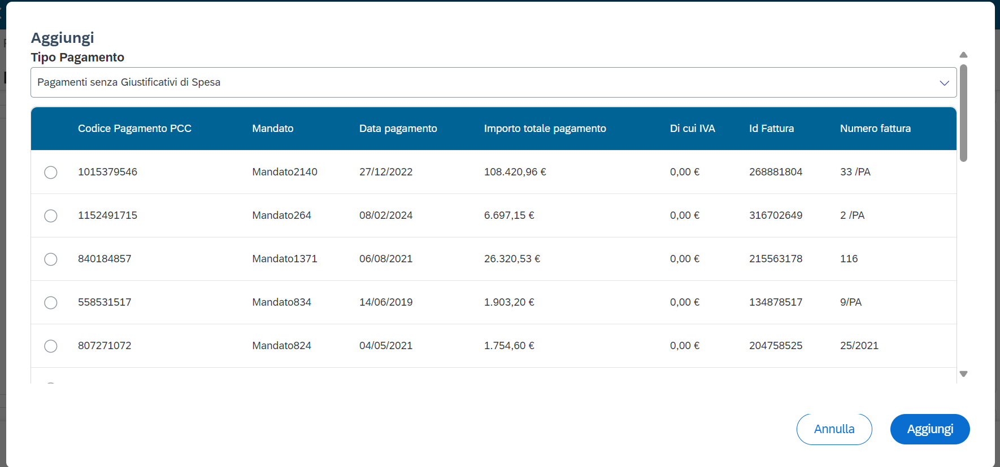 Aggiungi
Tipo Pagamento
Pagamenti senza Giustificativi di Spesa
Codice Pagamento PCC Mandato Data pagamento Importo totale pagamento Di cui IVA Id Fattura Numero fattura
1015379546 Mandato2140 27/12/2022 108.420,96 € 0,00 € 268881804 33 /PA
1152491715 Mandato264 08/02/2024 6.697,15 € 0,00 € 316702649 2 /PA
840184857 Mandato1371 06/08/2021 26.320,53 € 0,00 € 215563178 116
558531517 Mandato834 14/06/2019 1.903,20 € 0,00 € 134878517 9/PA
807271072 Mandato824 04/05/2021 1.754,60 € 0,00 € 204758525 25/2021
Annulla Aggiungi